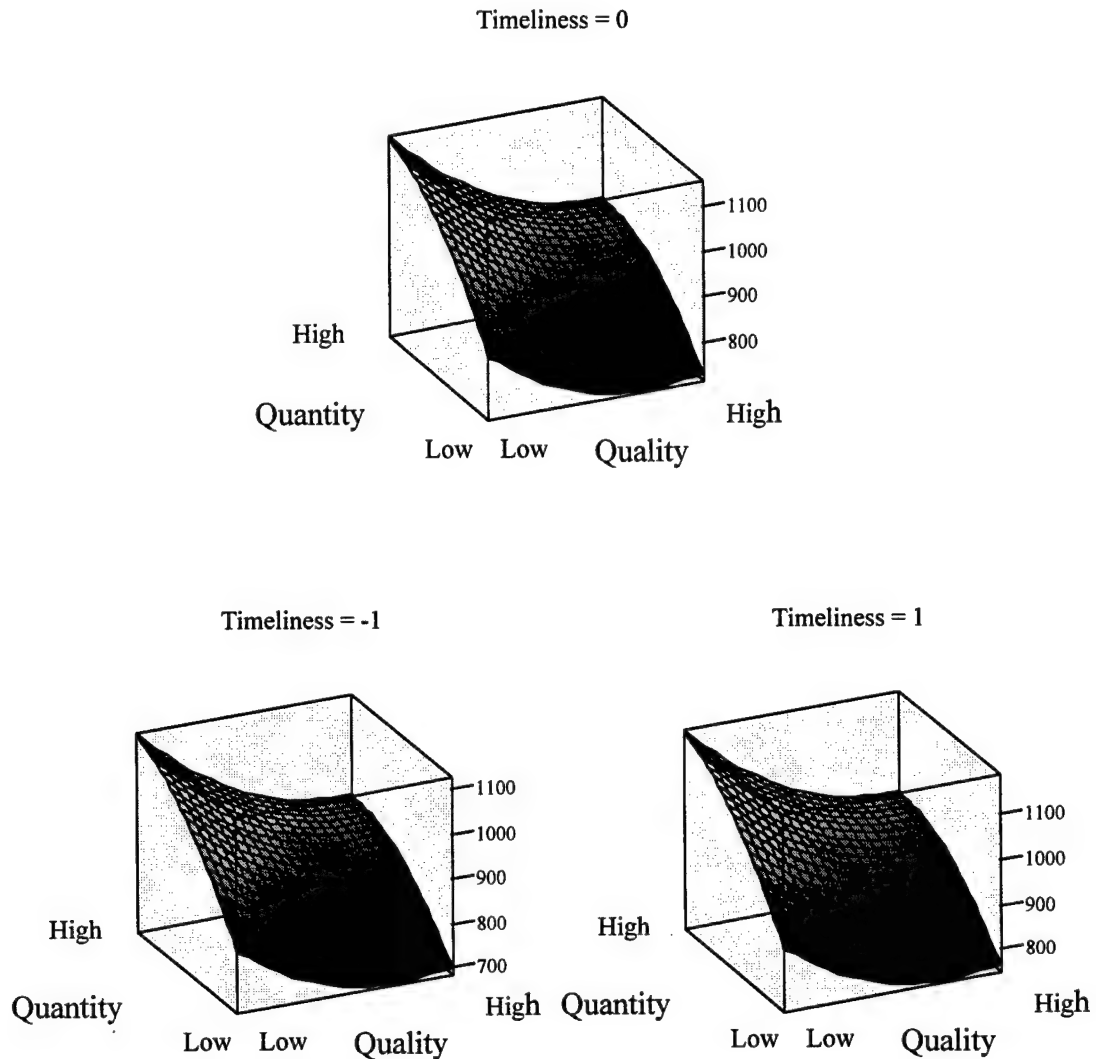 Timeliness = 0
1100
1000
900
800
High
Quantity
High
Low Low Quality
Timeliness = -1
1100
1000
900
800
700
High
Quantity
High
Low Low Quality
Timeliness = 1
1100
1000
900
800
High
Quantity
High
Low Low Quality